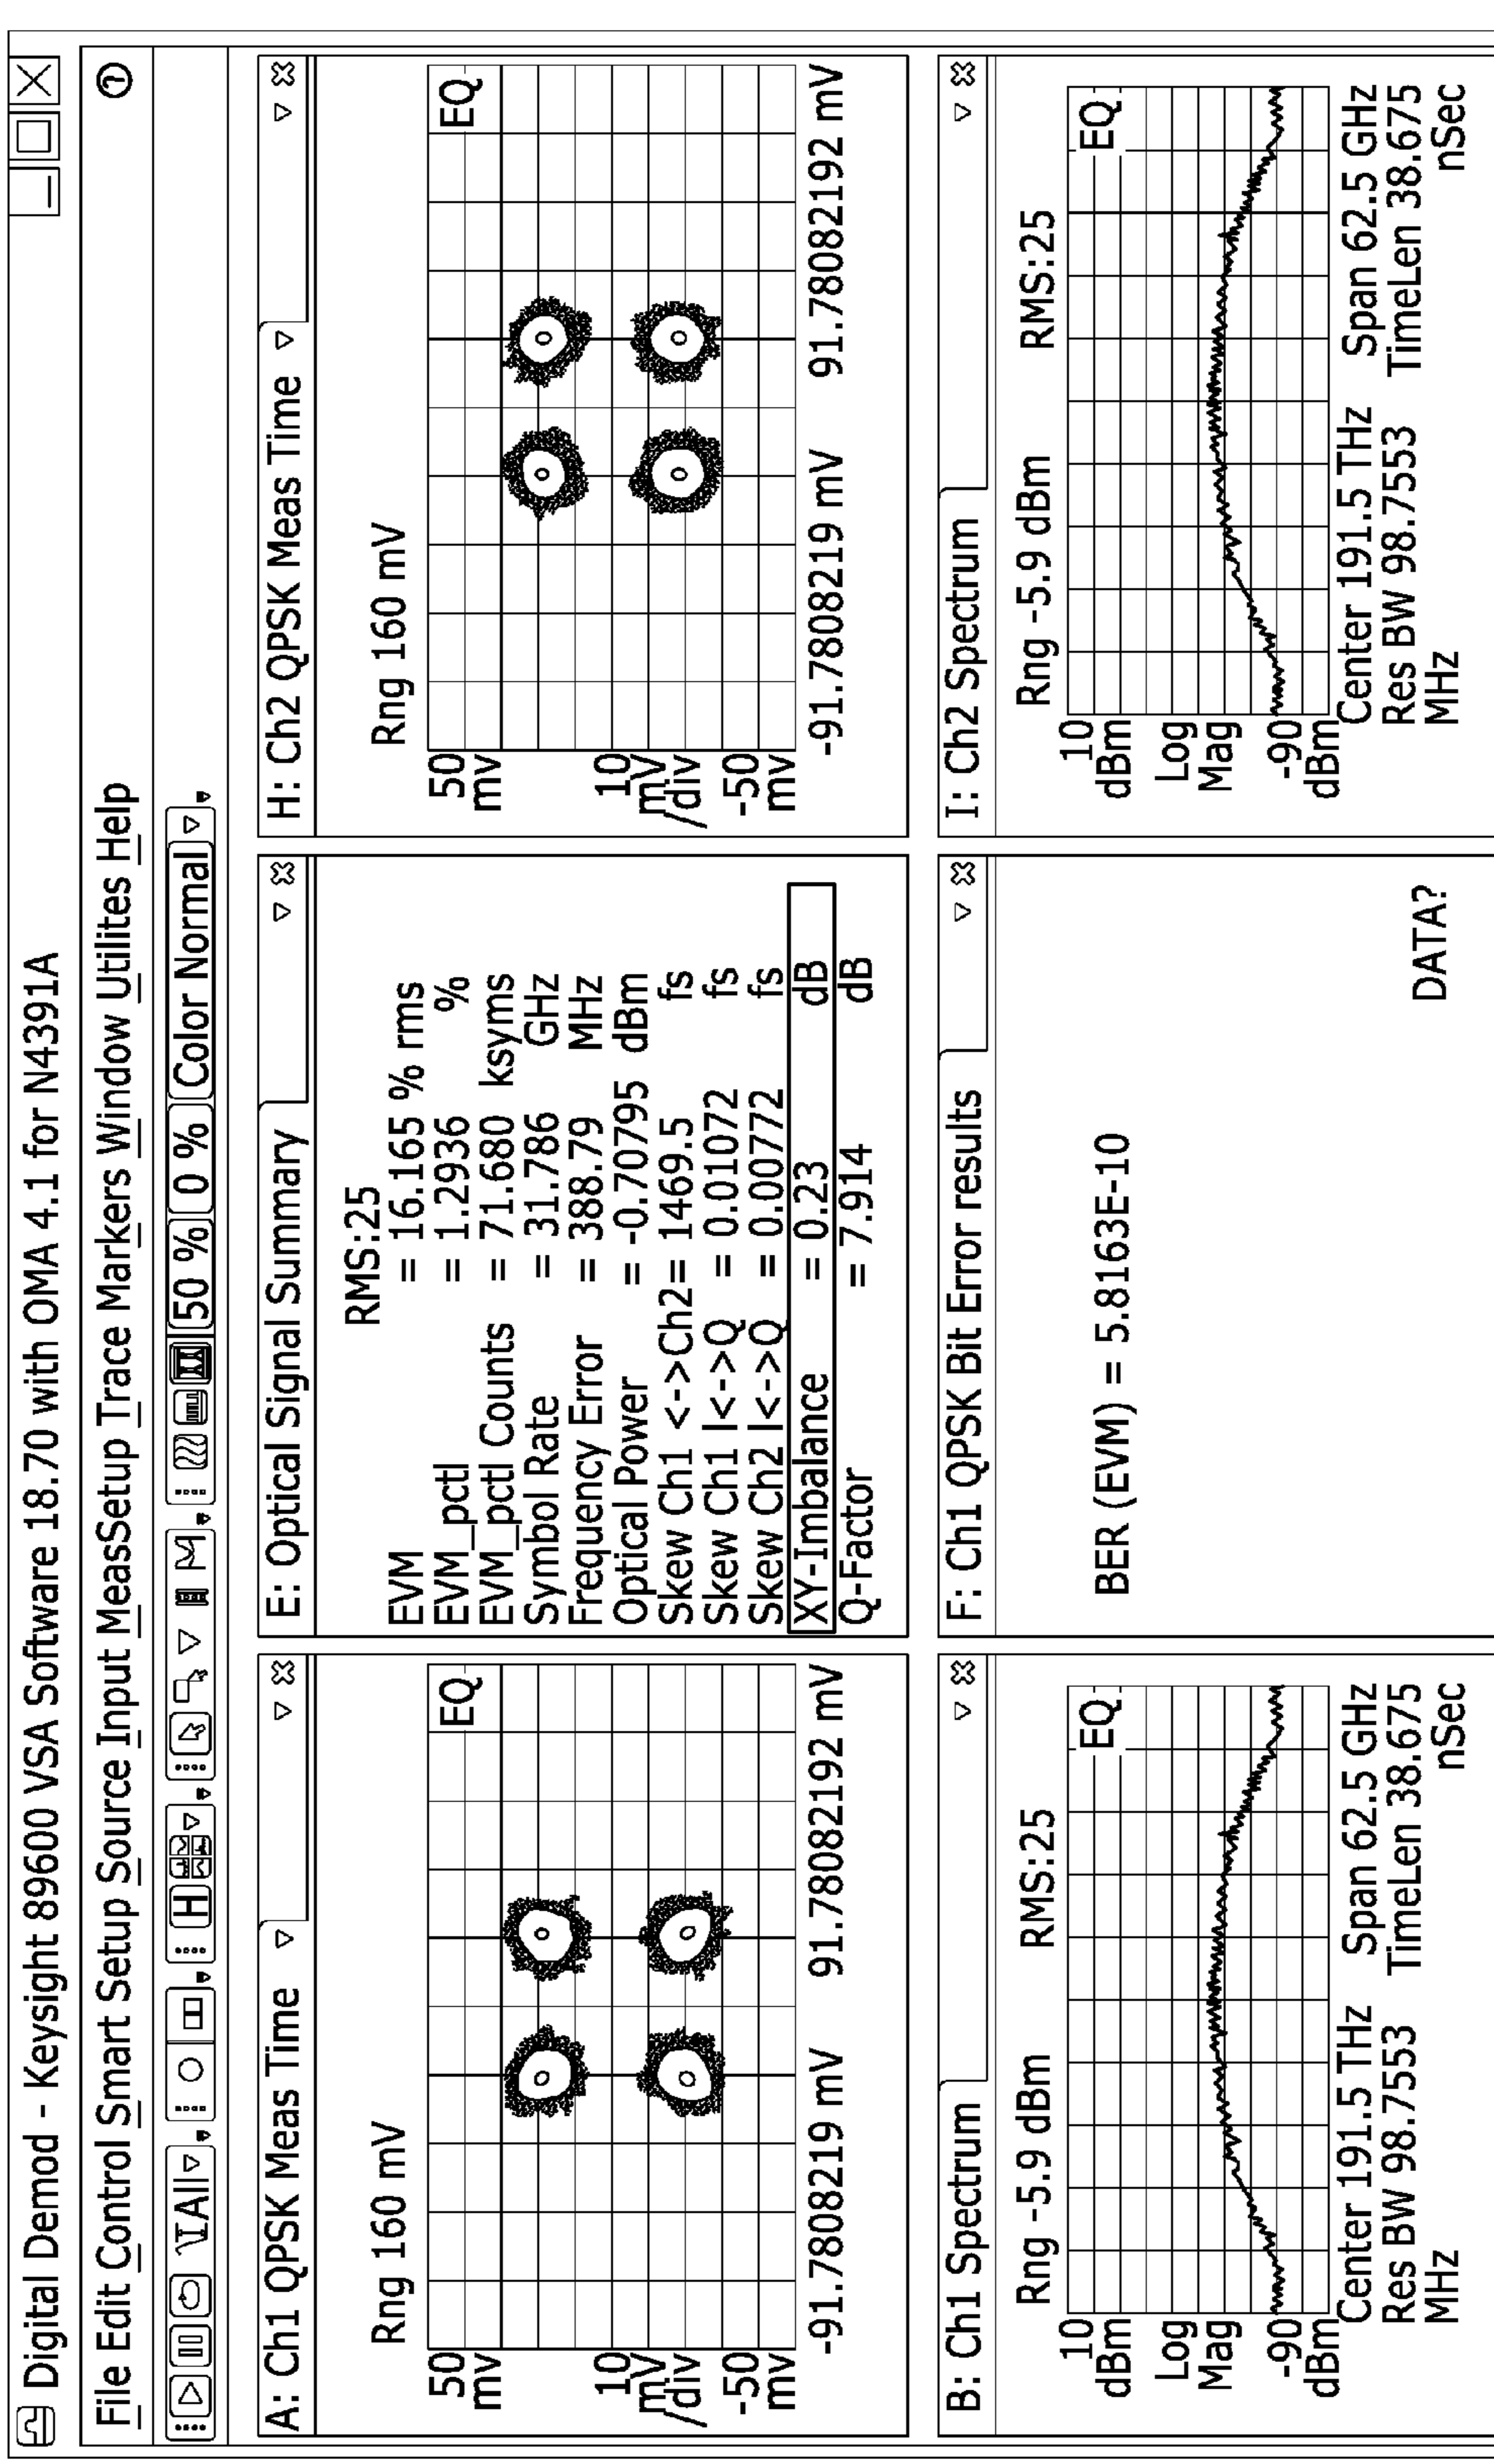 Digital Demod - Keysight 89600 VSA Software 18.70 with OMA 4.1 for N4391A
File Edit Control Smart Setup Source Input MeasSetup Trace Markers Window Utilites Help
All
H
50 %
0 %
Color Normal
A: Ch1 QPSK Meas Time
Rng 160 mV
50
mv
EQ
10
mV
/div
-50
mv
-91.7808219 mV
91.78082192 mV
E: Optical Signal Summary
RMS:25
EVM = 16.165 % rms
EVM_pctl = 1.2936 %
EVM_pctl Counts = 71.680 ksyms
Symbol Rate = 31.786 GHz
Frequency Error = 388.79 MHz
Optical Power = -0.70795 dBm
Skew Ch1 <->Ch2= 1469.5 fs
Skew Ch1 I<->Q = 0.01072 fs
Skew Ch2 I<->Q = 0.00772 fs
XY-Imbalance = 0.23 dB
Q-Factor = 7.914 dB
H: Ch2 QPSK Meas Time
Rng 160 mV
50
mv
EQ
10
mV
/div
-50
mv
-91.7808219 mV
91.78082192 mV
B: Ch1 Spectrum
Rng -5.9 dBm RMS:25
10
dBm
EQ
Log
Mag
-90
dBm
Center 191.5 THz Span 62.5 GHz
Res BW 98.7553 TimeLen 38.675
MHz nSec
F: Ch1 QPSK Bit Error results
BER (EVM) = 5.8163E-10
DATA?
I: Ch2 Spectrum
Rng -5.9 dBm RMS:25
10
dBm
EQ
Log
Mag
-90
dBm
Center 191.5 THz Span 62.5 GHz
Res BW 98.7553 TimeLen 38.675
MHz nSec